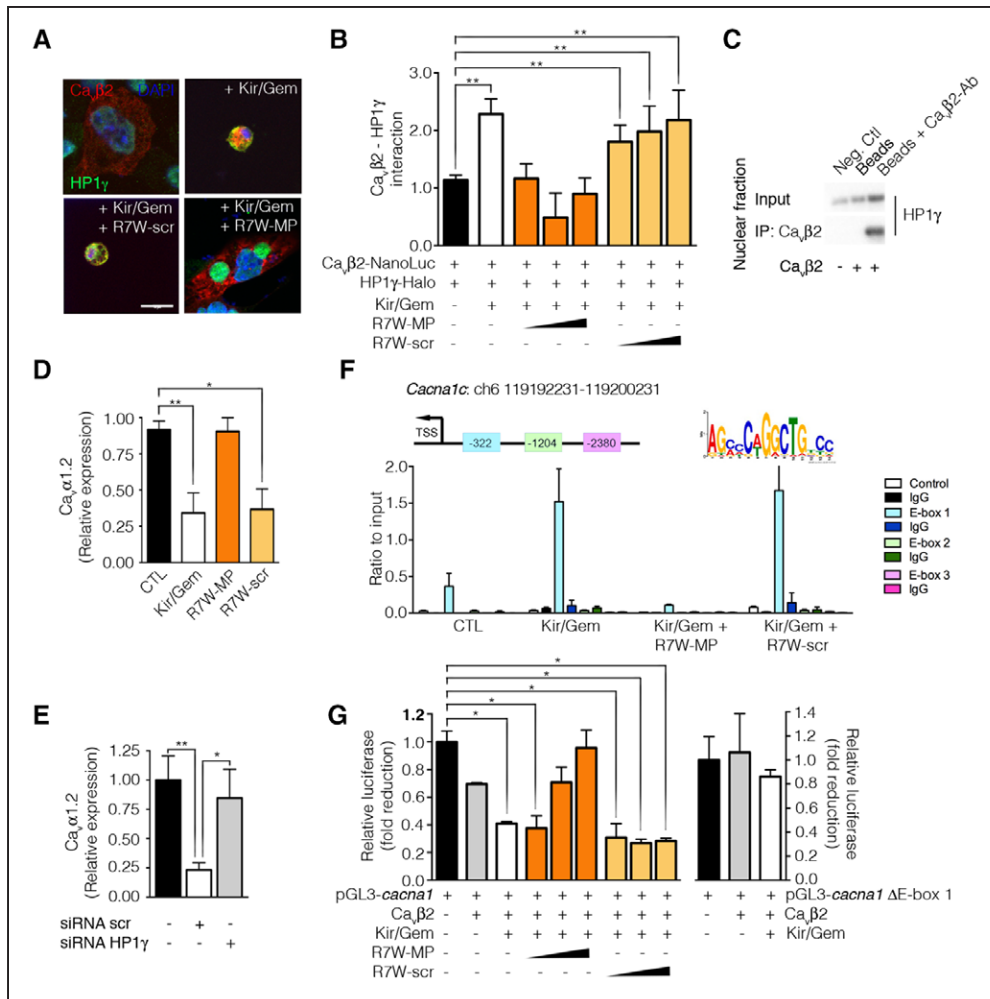 A
Caᵥβ2 DAPI
HP1γ
+ Kir/Gem
+ Kir/Gem
+ R7W-scr
+ Kir/Gem
+ R7W-MP
B
Caᵥβ2 - HP1γ
interaction
3.0
2.0
1.0
0.0
**
**
**
**
Caᵥβ2-NanoLuc + + + + + + + +
HP1γ-Halo + + + + + + + +
Kir/Gem - + + + + + + +
R7W-MP - - - - -
R7W-scr - - - - -
C
Neg. Ctl
Beads
Beads + Caᵥβ2-Ab
Nuclear fraction
Input
IP: Caᵥβ2
HP1γ
Caᵥβ2 - + +
D
Caᵥα1.2
(Relative expression)
1.00
0.75
0.50
0.25
0.00
*
**
CTL
Kir/Gem
R7W-MP
R7W-scr
E
Caᵥα1.2
(Relative expression)
1.25
1.00
0.75
0.50
0.25
0.00
**
*
siRNA scr - + -
siRNA HP1γ - - +
F
Cacna1c: ch6 119192231-119200231
TSS
-322
-1204
-2380
Ratio to input
2.0
1.5
1.0
0.5
0.0
CTL
Kir/Gem
Kir/Gem +
R7W-MP
Kir/Gem +
R7W-scr
Control
IgG
E-box 1
IgG
E-box 2
IgG
E-box 3
IgG
G
Relative luciferase
(fold reduction)
1.2
1.0
0.8
0.6
0.4
0.2
0.0
*
*
*
*
*
pGL3-cacna1 + + + + + + + + +
Caᵥβ2 - + + + + + + + +
Kir/Gem - - + + + + + + +
R7W-MP - - - - - -
R7W-scr - - - - - -
1.4
1.2
1.0
0.8
0.6
0.4
0.2
0.0
Relative luciferase
(fold reduction)
+ + + pGL3-cacna1 ΔE-box 1
- + + Caᵥβ2
- - + Kir/Gem